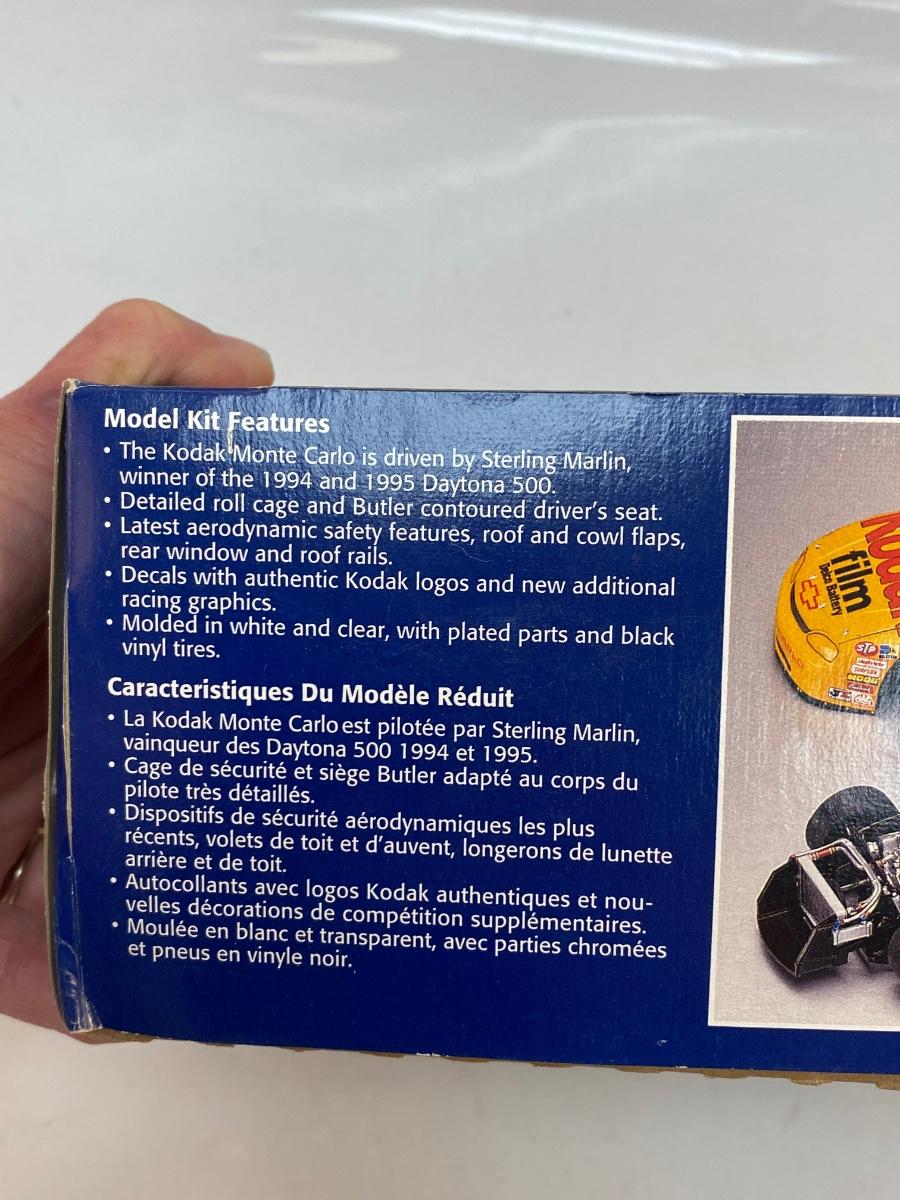 Model Kit Features
• The Kodak Monte Carlo is driven by Sterling Marlin,
winner of the 1994 and 1995 Daytona 500.
• Detailed roll cage and Butler contoured driver's seat.
• Latest aerodynamic safety features, roof and cowl flaps,
rear window and roof rails.
• Decals with authentic Kodak logos and new additional
racing graphics.
• Molded in white and clear, with plated parts and black
vinyl tires.
Caracteristiques Du Modèle Réduit
• La Kodak Monte Carlo est pilotée par Sterling Marlin,
vainqueur des Daytona 500 1994 et 1995.
• Cage de sécurité et siège Butler adapté au corps du
pilote très détaillés.
• Dispositifs de sécurité aérodynamiques les plus
récents, volets de toit et d'auvent, longerons de lunette
arrière et de toit.
• Autocollants avec logos Kodak authentiques et nou-
velles décorations de compétition supplémentaires.
• Moulée en blanc et transparent, avec parties chromées
et pneus en vinyle noir.
Kodak
film
Delco Battery
STP